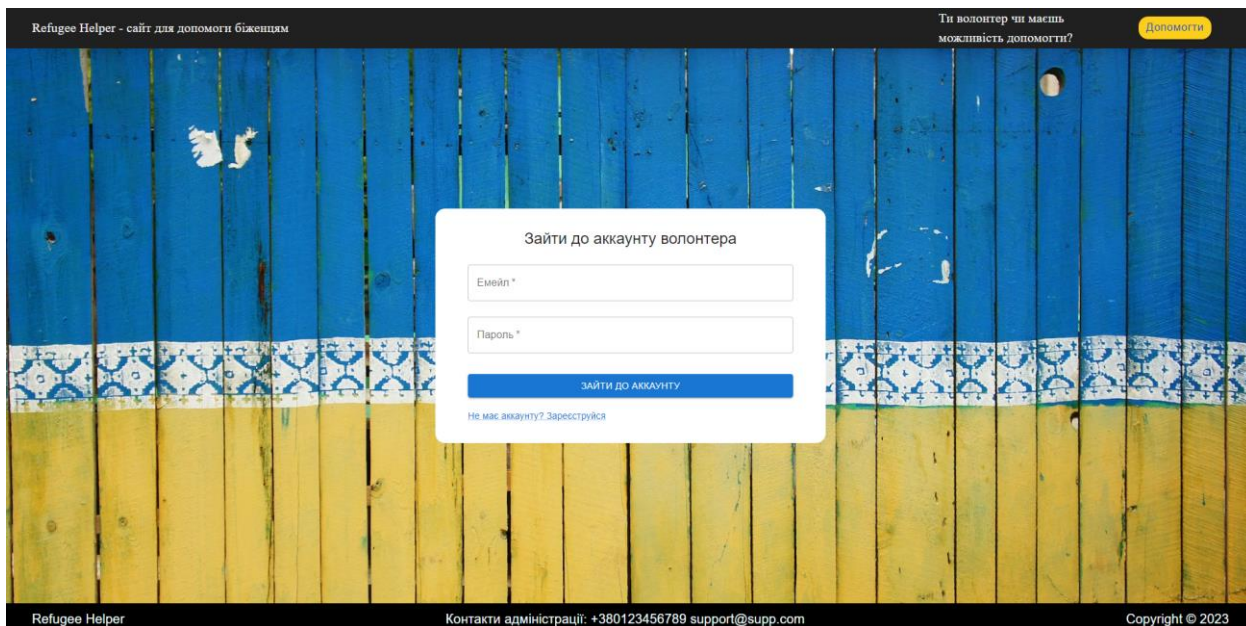 Refugee Helper - сайт для допомоги біженцям
Ти волонтер чи маєшь
можливість допомогти?
Допомогти
Зайти до аккаунту волонтера
Емейл *
Пароль *
ЗАЙТИ ДО АККАУНТУ
Не має аккаунту? Зареєструйся
Refugee Helper
Контакти адміністрації: +380123456789 support@supp.com
Copyright © 2023